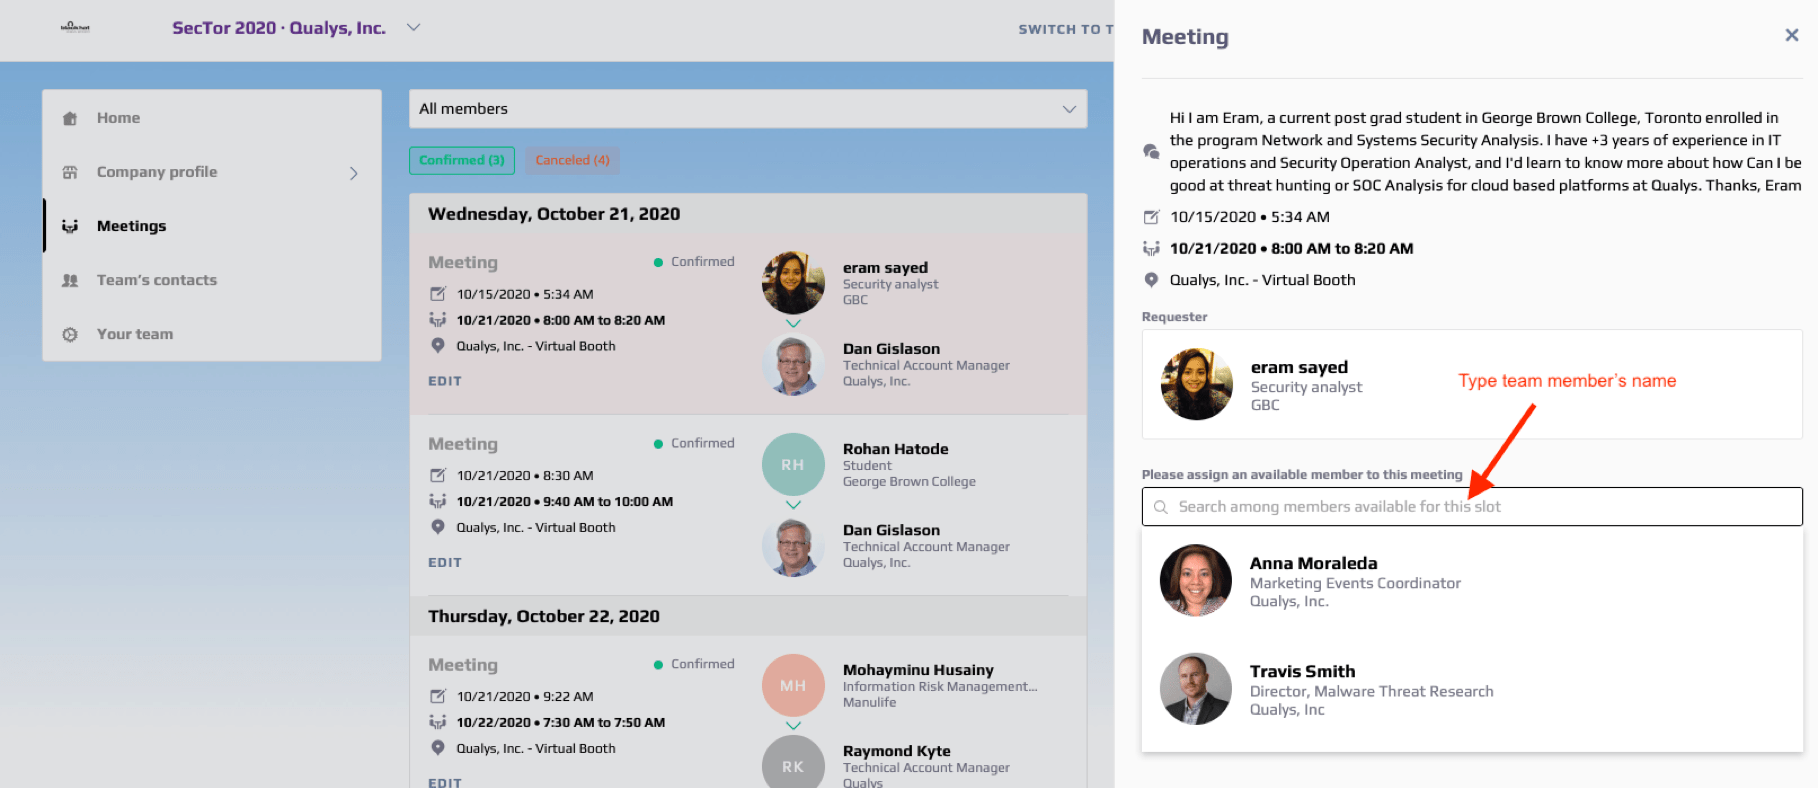 SecTor 2020 · Qualys, Inc.
SWITCH TO T
Home
Company profile
Meetings
Team's contacts
Your team
All members
Confirmed (3)
Canceled (4)
Wednesday, October 21, 2020
Meeting
Confirmed
10/15/2020 • 5:34 AM
10/21/2020 • 8:00 AM to 8:20 AM
Qualys, Inc. - Virtual Booth
EDIT
eram sayed
Security analyst
GBC
Dan Gislason
Technical Account Manager
Qualys, Inc.
Meeting
Confirmed
10/21/2020 • 8:30 AM
10/21/2020 • 9:40 AM to 10:00 AM
Qualys, Inc. - Virtual Booth
EDIT
RH
Rohan Hatode
Student
George Brown College
Dan Gislason
Technical Account Manager
Qualys, Inc.
Thursday, October 22, 2020
Meeting
Confirmed
10/21/2020 • 9:22 AM
10/22/2020 • 7:30 AM to 7:50 AM
Qualys, Inc. - Virtual Booth
EDIT
MH
Mohayminu Husainy
Information Risk Management...
Manulife
RK
Raymond Kyte
Technical Account Manager
Qualys
Meeting
Hi I am Eram, a current post grad student in George Brown College, Toronto enrolled in
the program Network and Systems Security Analysis. I have +3 years of experience in IT
operations and Security Operation Analyst, and I'd learn to know more about how Can I be
good at threat hunting or SOC Analysis for cloud based platforms at Qualys. Thanks, Eram
10/15/2020 • 5:34 AM
10/21/2020 • 8:00 AM to 8:20 AM
Qualys, Inc. - Virtual Booth
Requester
eram sayed
Security analyst
GBC
Type team member's name
Please assign an available member to this meeting
Search among members available for this slot
Anna Moraleda
Marketing Events Coordinator
Qualys, Inc.
Travis Smith
Director, Malware Threat Research
Qualys, Inc